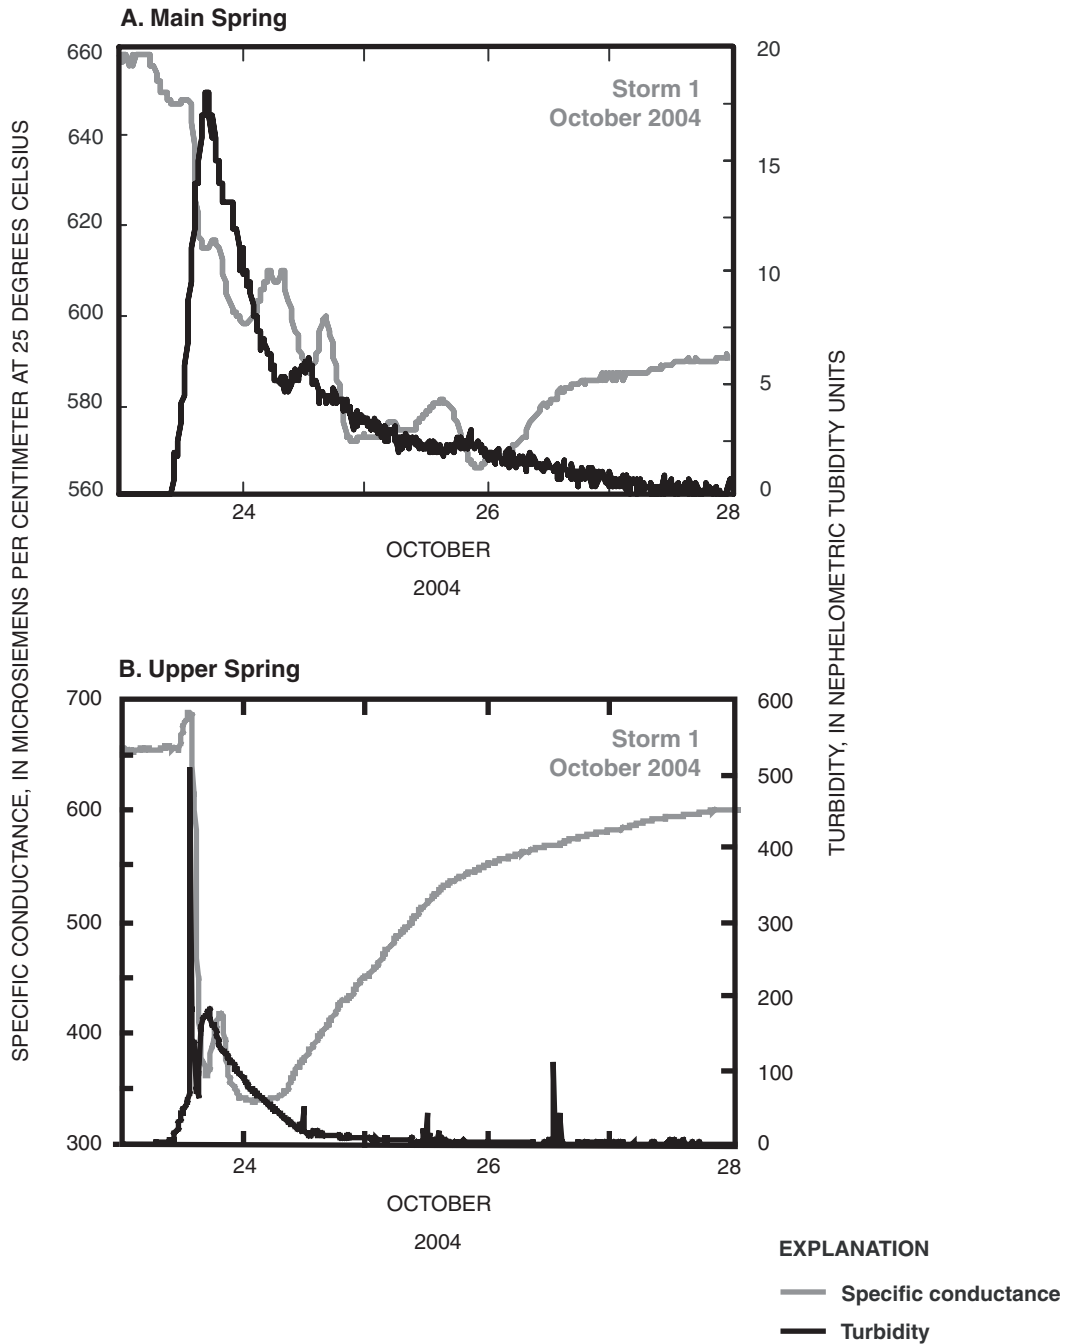 A. Main Spring
SPECIFIC CONDUCTANCE, IN MICROSIEMENS PER CENTIMETER AT 25 DEGREES CELSIUS
660
640
620
600
580
560
Storm 1
October 2004
20
15
10
5
0
24
26
28
OCTOBER
2004
TURBIDITY, IN NEPHELOMETRIC TUBIDITY UNITS
B. Upper Spring
700
600
500
400
300
Storm 1
October 2004
600
500
400
300
200
100
0
24
26
28
OCTOBER
2004
EXPLANATION
Specific conductance
Turbidity